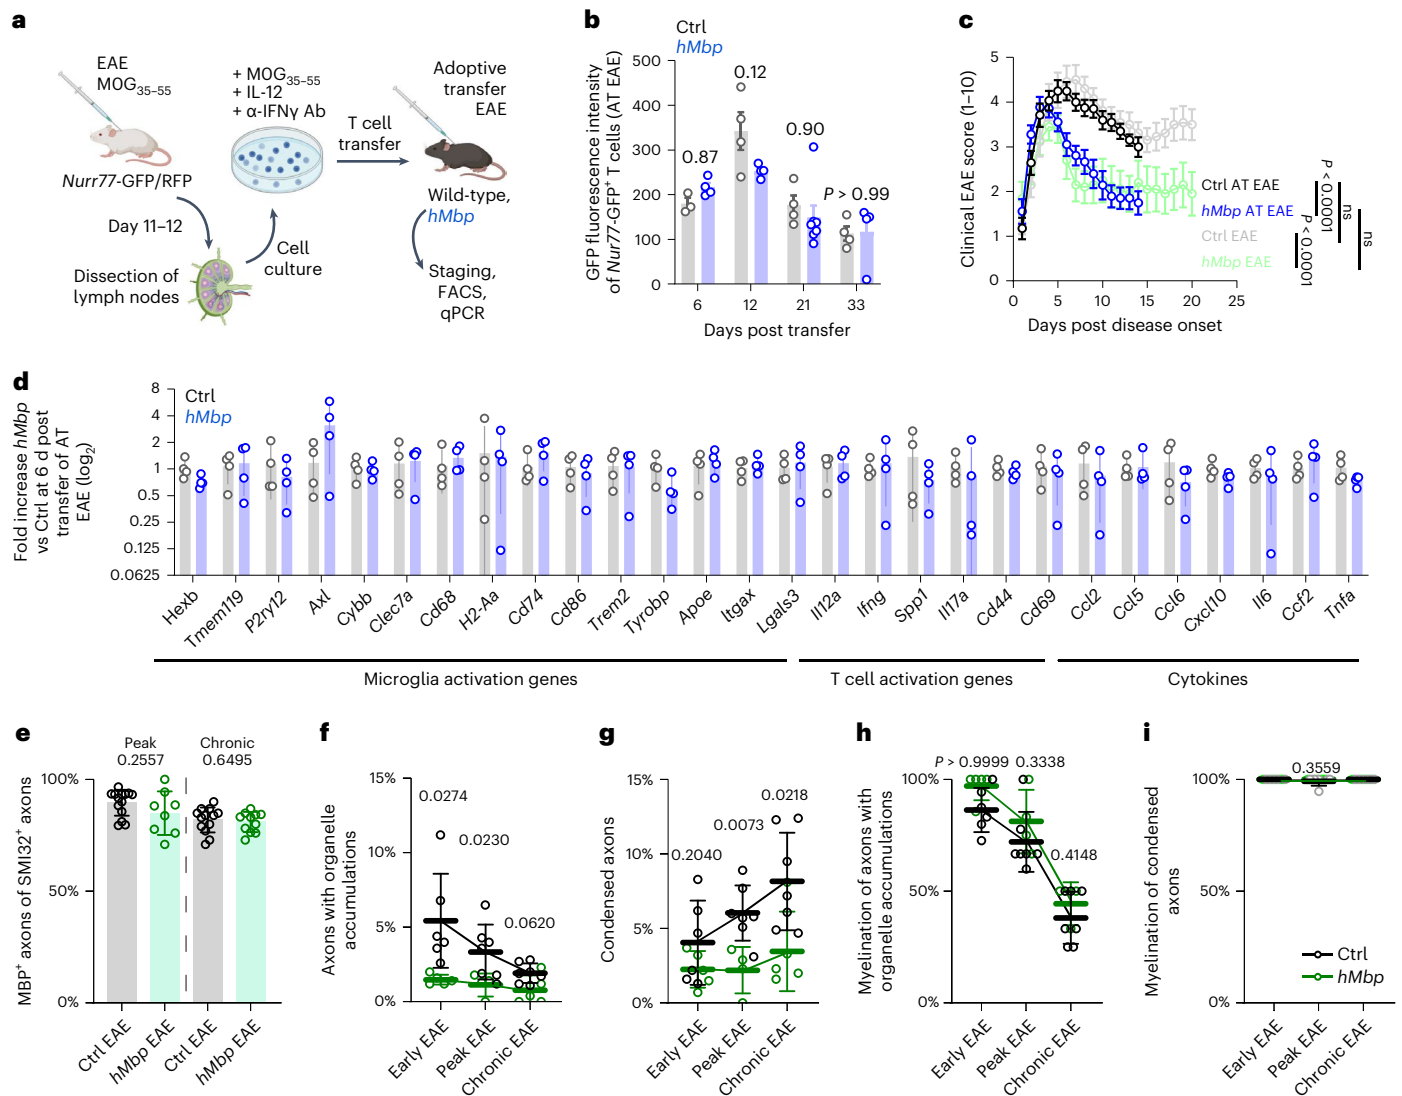 a
EAE
MOG35–55
+ MOG35–55
+ IL-12
+ α-IFNγ Ab
Adoptive
transfer
EAE
T cell
transfer
Nurr77-GFP/RFP
Day 11–12
Cell
culture
Dissection of
lymph nodes
Wild-type,
hMbp
Staging,
FACS,
qPCR
b
Ctrl
hMbp
GFP fluorescence intensity
of Nur77-GFP+ T cells (AT EAE)
500
400
300
200
100
0
0.87
0.12
0.90
P > 0.99
6 12 21 33
Days post transfer
c
Clinical EAE score (1–10)
5
4
3
2
1
0
0 5 10 15 20 25
Days post disease onset
Ctrl AT EAE
hMbp AT EAE
Ctrl EAE
hMbp EAE
P < 0.0001
P < 0.0001
ns
ns
d
Fold increase hMbp
vs Ctrl at 6 d post
transfer of AT
EAE (log2)
8
4
2
1
0.5
0.25
0.125
0.0625
Ctrl
hMbp
Hexb Tmem119 P2ry12 Axl Cybb Clec7a Cd68 H2-Aa Cd74 Cd86 Trem2 Tyrobp Apoe Itgax Lgals3 Il12a Ifng Spp1 Il17a Cd44 Cd69 Ccl2 Ccl5 Ccl6 Cxcl10 Il6 Ccf2 Tnfa
Microglia activation genes T cell activation genes Cytokines
e
MBP+ axons of SMI32+ axons
Peak
0.2557
Chronic
0.6495
100%
50%
0%
Ctrl EAE hMbp EAE Ctrl EAE hMbp EAE
f
Axons with organelle
accumulations
15%
10%
5%
0%
0.0274
0.0230
0.0620
Early EAE Peak EAE Chronic EAE
g
Condensed axons
15%
10%
5%
0%
0.2040
0.0073
0.0218
Early EAE Peak EAE Chronic EAE
h
Myelination of axons with
organelle accumulations
P > 0.9999 0.3338
0.4148
100%
50%
0%
Early EAE Peak EAE Chronic EAE
i
Myelination of condensed
axons
0.3559
100%
50%
0%
Ctrl
hMbp
Early EAE Peak EAE Chronic EAE